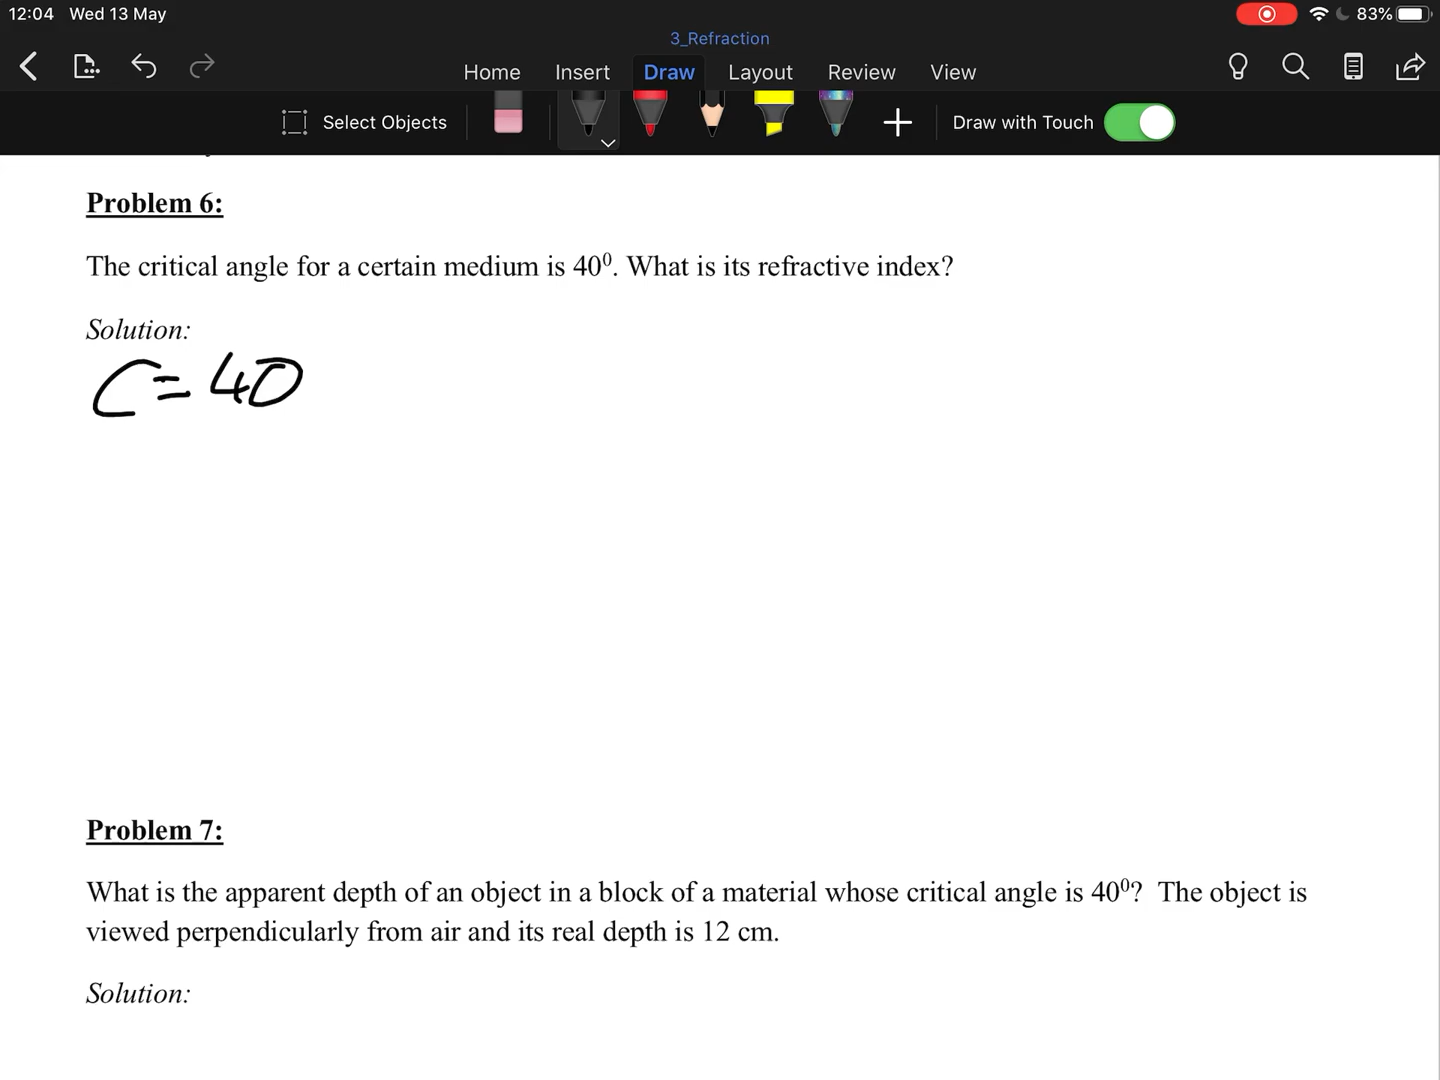 12:04 Wed 13 May 83%
3_Refraction
Home Insert Draw Layout Review View
Select Objects Draw with Touch
Problem 6:
The critical angle for a certain medium is 40⁰. What is its refractive index?
Solution:
C = 40
Problem 7:
What is the apparent depth of an object in a block of a material whose critical angle is 40⁰? The object is
viewed perpendicularly from air and its real depth is 12 cm.
Solution: